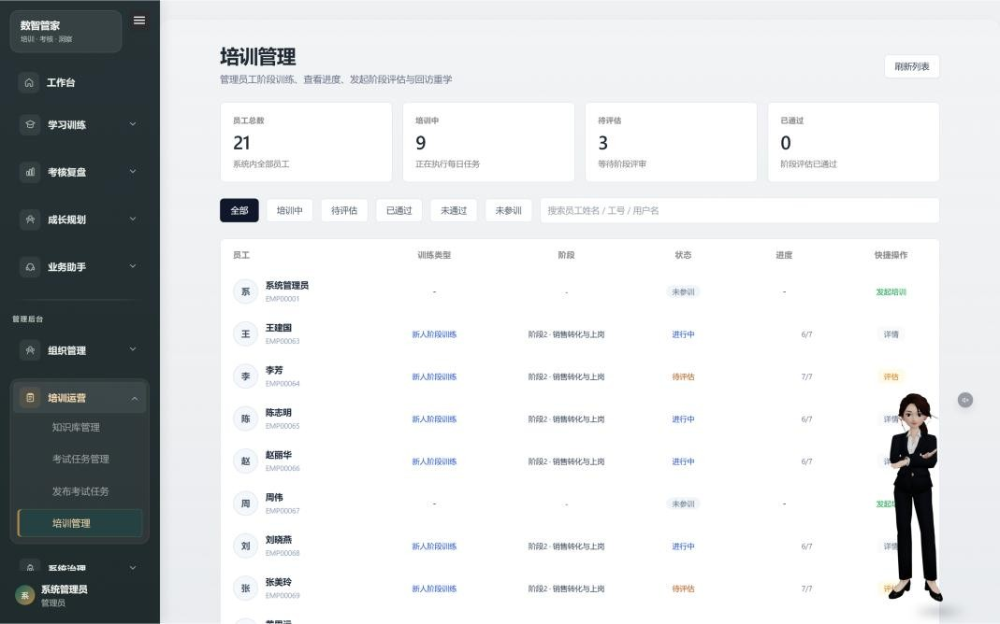 数智管家
培训 · 考核 · 洞察
工作台
学习训练
考核复盘
成长规划
业务助手
管理后台
组织管理
培训运营
知识库管理
考试任务管理
发布考试任务
培训管理
系统治理
系
系统管理员
管理员
培训管理
管理员工阶段训练、查看进度、发起阶段评估与回访重学
刷新列表
员工总数
21
系统内全部员工
培训中
9
正在执行每日任务
待评估
3
等待阶段评审
已通过
0
阶段评估已通过
全部 培训中 待评估 已通过 未通过 未参训 搜索员工姓名 / 工号 / 用户名
员工 训练类型 阶段 状态 进度 快捷操作
系 系统管理员 - - 未参训 - 发起培训
EMP00001
王 王建国 新人阶段训练 阶段2 · 销售转化与上岗 进行中 6/7 详情
EMP00063
李 李芳 新人阶段训练 阶段2 · 销售转化与上岗 待评估 7/7 评估
EMP00064
陈 陈志明 新人阶段训练 阶段2 · 销售转化与上岗 进行中 6/7 详情
EMP00065
赵 赵丽华 新人阶段训练 阶段2 · 销售转化与上岗 进行中 6/7 详
EMP00066
周 周伟 - - 未参训 - 发起
EMP00067
刘 刘晓燕 新人阶段训练 阶段2 · 销售转化与上岗 进行中 6/7 详情
EMP00068
张 张美玲 新人阶段训练 阶段2 · 销售转化与上岗 待评估 7/7 评
EMP00069